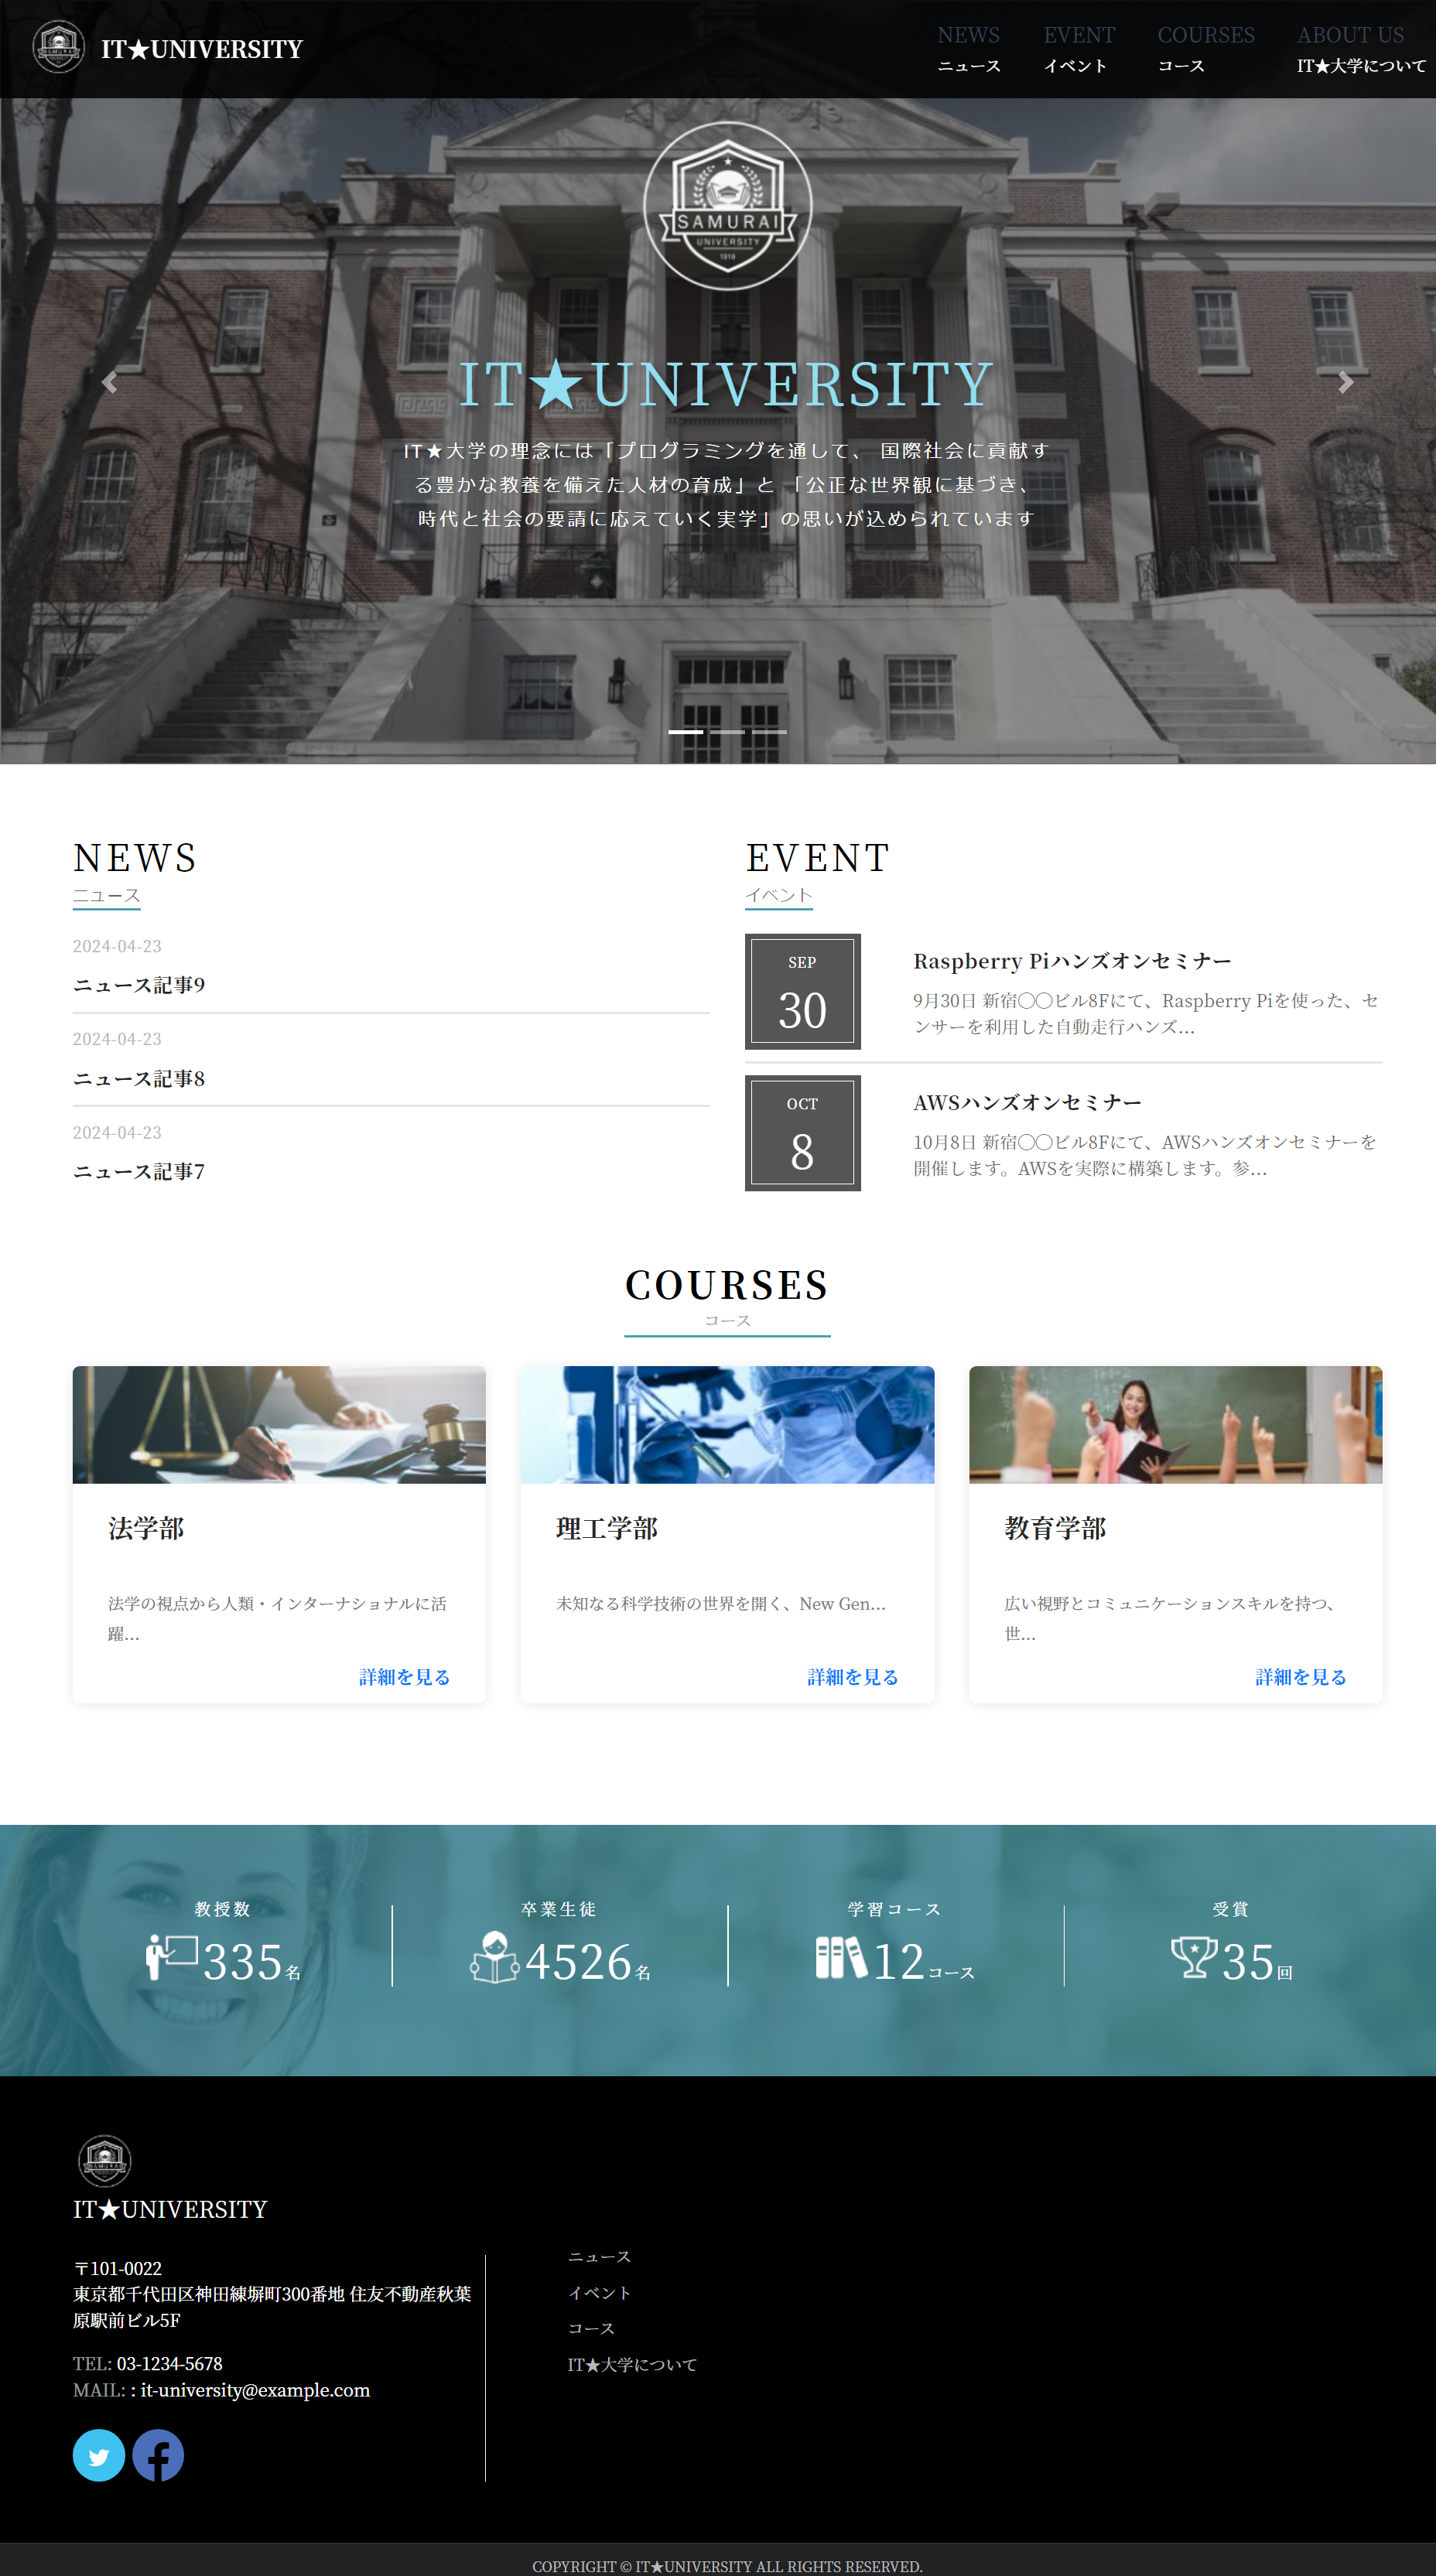 IT★UNIVERSITY
NEWS
ニュース
EVENT
イベント
COURSES
コース
ABOUT US
IT★大学について
SAMURAI
UNIVERSITY
1919
IT★UNIVERSITY
IT★大学の理念には「プログラミングを通して、 国際社会に貢献す
る豊かな教養を備えた人材の育成」と 「公正な世界観に基づき、
時代と社会の要請に応えていく実学」の思いが込められています
NEWS
ニュース
2024-04-23
ニュース記事9
2024-04-23
ニュース記事8
2024-04-23
ニュース記事7
EVENT
イベント
SEP
30
Raspberry Piハンズオンセミナー
9月30日 新宿◯◯ビル8Fにて、Raspberry Piを使った、セ
ンサーを利用した自動走行ハンズ...
OCT
8
AWSハンズオンセミナー
10月8日 新宿◯◯ビル8Fにて、AWSハンズオンセミナーを
開催します。AWSを実際に構築します。参...
COURSES
コース
法学部
法学の視点から人類・インターナショナルに活
躍...
詳細を見る
理工学部
未知なる科学技術の世界を開く、New Gen...
詳細を見る
教育学部
広い視野とコミュニケーションスキルを持つ、
世...
詳細を見る
教授数
335名
卒業生徒
4526名
学習コース
12コース
受賞
35回
SAMURAI
IT★UNIVERSITY
〒101-0022
東京都千代田区神田練塀町300番地 住友不動産秋葉
原駅前ビル5F
TEL: 03-1234-5678
MAIL: : it-university@example.com
ニュース
イベント
コース
IT★大学について
COPYRIGHT © IT★UNIVERSITY ALL RIGHTS RESERVED.